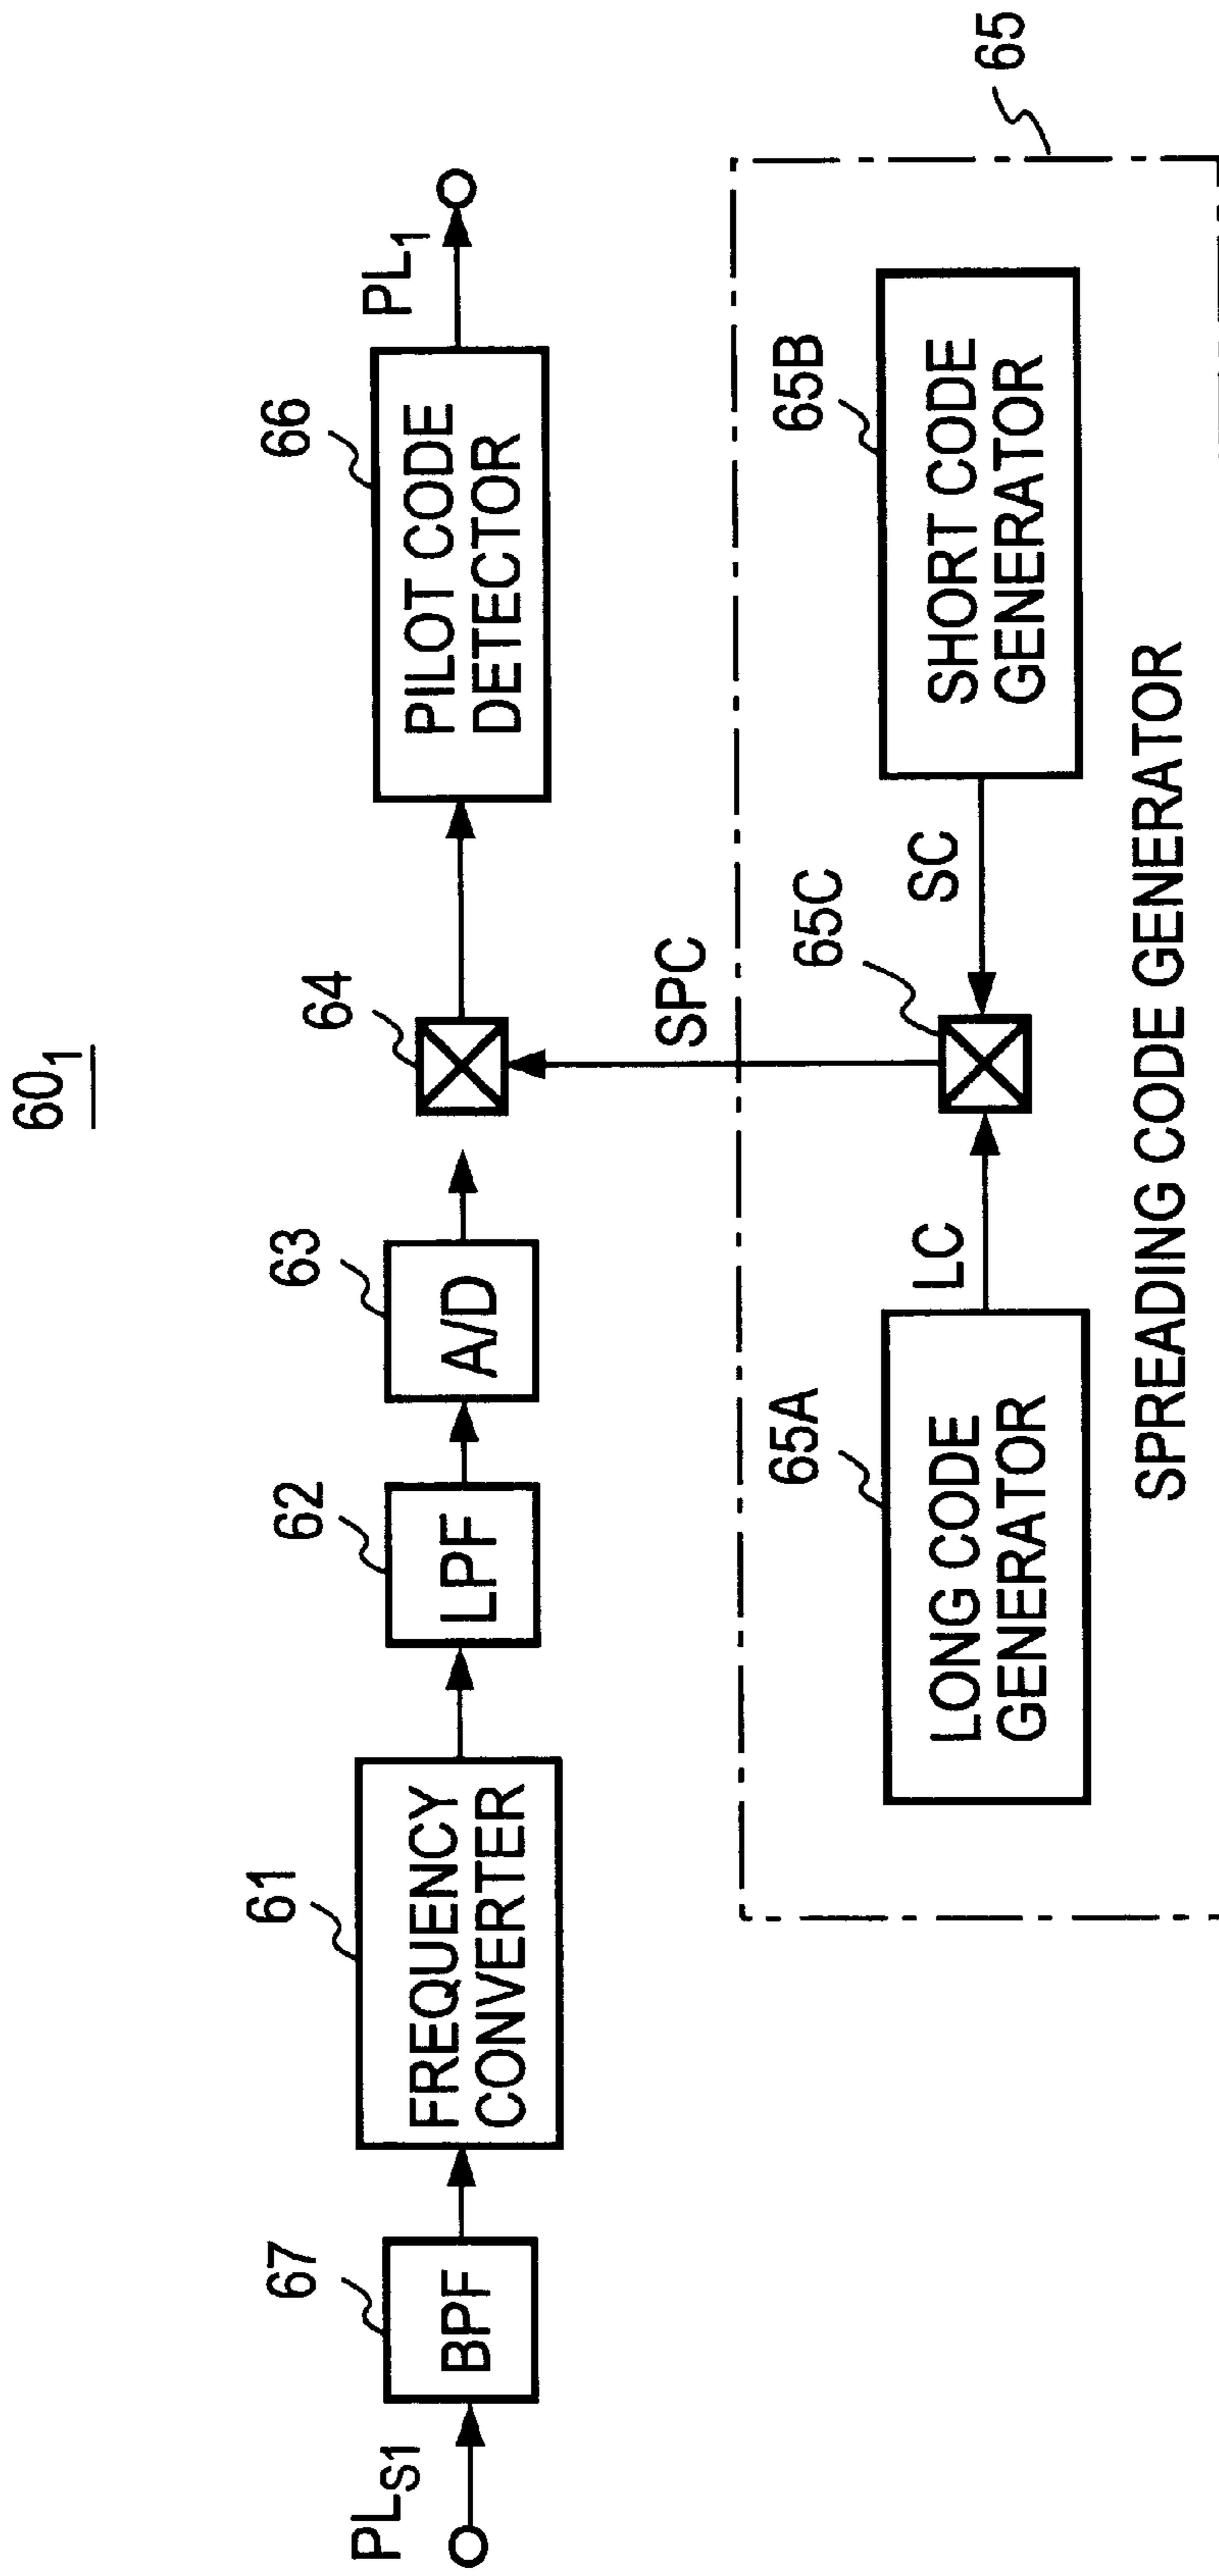 60₁
PL_S1
67
BPF
61
FREQUENCY
CONVERTER
62
LPF
63
A/D
64
66
PILOT CODE
DETECTOR
PL₁
SPC
65
65A
LONG CODE
GENERATOR
LC
65C
SC
65B
SHORT CODE
GENERATOR
SPREADING CODE GENERATOR